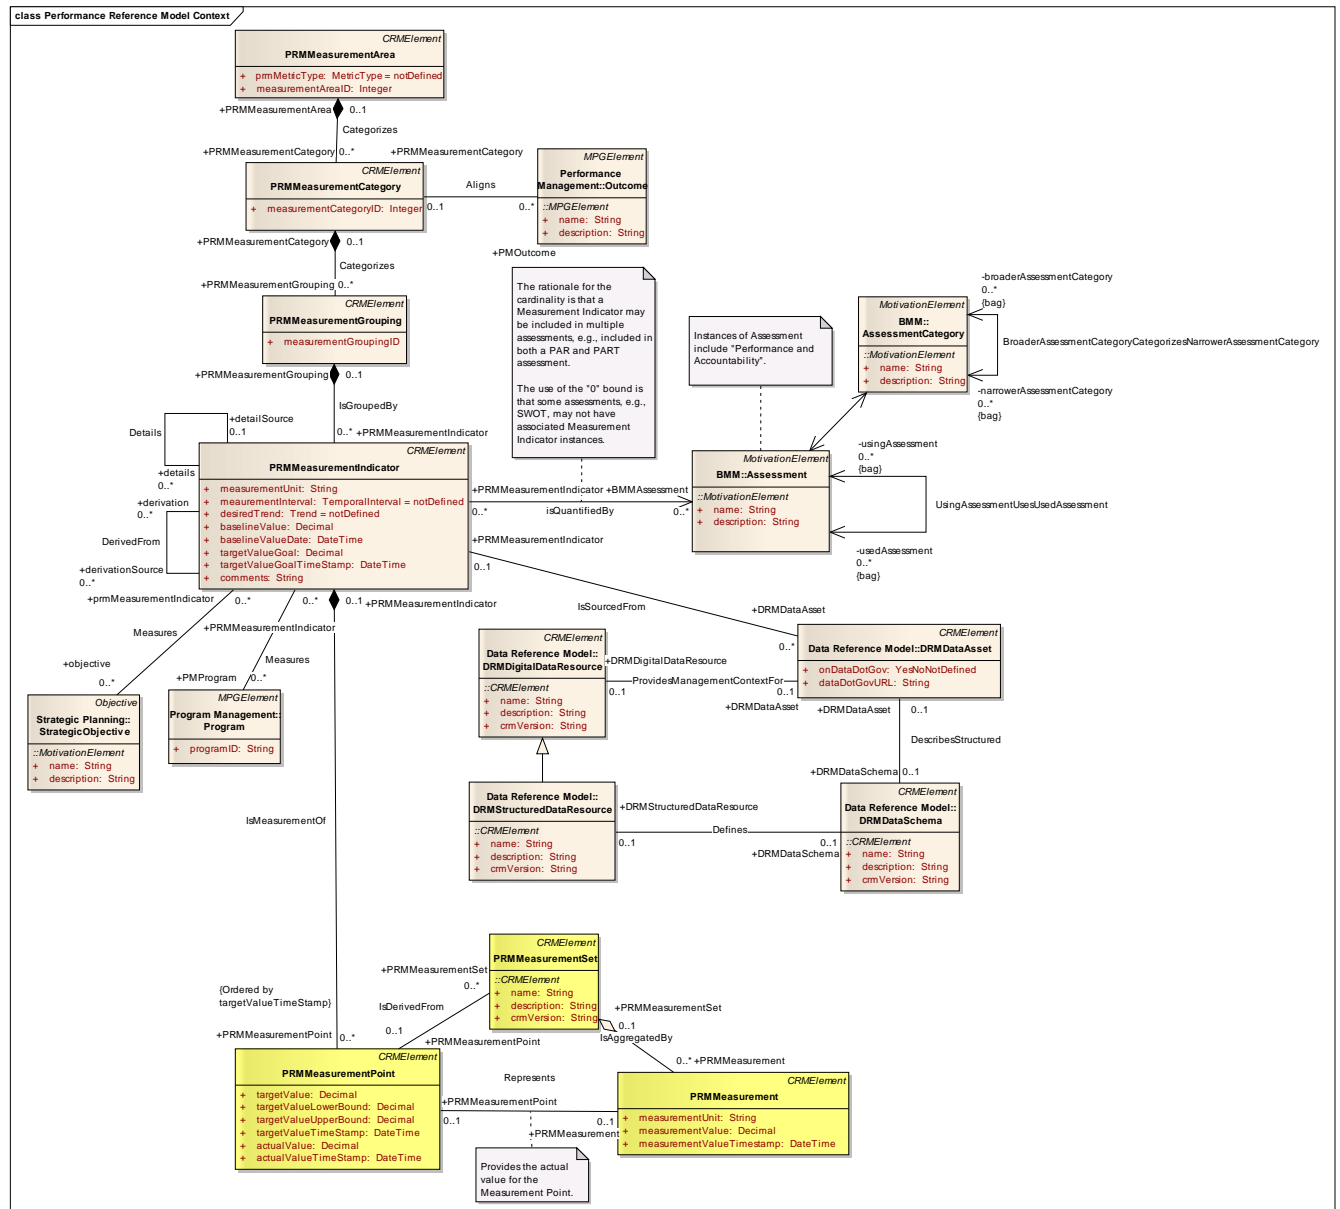 class Performance Reference Model Context
CRMElement
PRMMeasurementArea
+ prmMetricType: MetricType = notDefined
+ measurementAreaID: Integer
+PRMMeasurementArea 0..1
Categorizes
+PRMMeasurementCategory 0..*
+PRMMeasurementCategory
CRMElement
PRMMeasurementCategory
+ measurementCategoryID: Integer
Aligns
0..1
0..*
MPGElement
Performance
Management::Outcome
::MPGElement
+ name: String
+ description: String
+PMOutcome
+PRMMeasurementCategory 0..1
Categorizes
+PRMMeasurementGrouping 0..*
CRMElement
PRMMeasurementGrouping
+ measurementGroupingID
+PRMMeasurementGrouping 0..1
IsGroupedBy
0..* +PRMMeasurementIndicator
The rationale for the
cardinality is that a
Measurement Indicator may
be included in multiple
assessments, e.g., included in
both a PAR and PART
assessment.
The use of the "0" bound is
that some assessments, e.g.,
SWOT, may not have
associated Measurement
Indicator instances.
Instances of Assessment
include "Performance and
Accountability".
MotivationElement
BMM::
AssessmentCategory
::MotivationElement
+ name: String
+ description: String
-broaderAssessmentCategory
0..*
{bag}
BroaderAssessmentCategoryCategorizesNarrowerAssessmentCategory
-narrowerAssessmentCategory
0..*
{bag}
MotivationElement
BMM::Assessment
::MotivationElement
+ name: String
+ description: String
-usingAssessment
0..*
{bag}
UsingAssessmentUsesUsedAssessment
-usedAssessment
0..*
{bag}
Details
+detailSource
0..1
+details
0..*
+derivation
0..*
DerivedFrom
+derivationSource
0..*
CRMElement
PRMMeasurementIndicator
+ measurementUnit: String
+ meaurementInterval: TemporalInterval = notDefined
+ desiredTrend: Trend = notDefined
+ baselineValue: Decimal
+ baselineValueDate: DateTime
+ targetValueGoal: Decimal
+ targetValueGoalTimeStamp: DateTime
+ comments: String
+PRMMeasurementIndicator +BMMAssessment
0..*
isQuantifiedBy
0..*
+PRMMeasurementIndicator
0..1
IsSourcedFrom
+DRMDataAsset
0..*
+prmMeasurementIndicator 0..*
Measures
+objective
0..*
0..*
+PRMMeasurementIndicator
Measures
+PMProgram 0..*
0..1 +PRMMeasurementIndicator
Objective
Strategic Planning::
StrategicObjective
::MotivationElement
+ name: String
+ description: String
MPGElement
Program Management::
Program
+ programID: String
CRMElement
Data Reference Model::
DRMDigitalDataResource
::CRMElement
+ name: String
+ description: String
+ crmVersion: String
+DRMDigitalDataResource
ProvidesManagementContextFor
0..1
0..1
+DRMDataAsset
CRMElement
Data Reference Model::DRMDataAsset
+ onDataDotGov: YesNoNotDefined
+ dataDotGovURL: String
+DRMDataAsset 0..1
DescribesStructured
+DRMDataSchema 0..1
Data Reference Model::
DRMStructuredDataResource
::CRMElement
+ name: String
+ description: String
+ crmVersion: String
+DRMStructuredDataResource
Defines
0..1
0..1
+DRMDataSchema
CRMElement
Data Reference Model::
DRMDataSchema
::CRMElement
+ name: String
+ description: String
+ crmVersion: String
IsMeasurementOf
{Ordered by
targetValueTimeStamp}
+PRMMeasurementPoint 0..*
CRMElement
PRMMeasurementSet
::CRMElement
+ name: String
+ description: String
+ crmVersion: String
+PRMMeasurementSet
0..*
IsDerivedFrom
0..1
+PRMMeasurementPoint
+PRMMeasurementSet
0..1
IsAggregatedBy
0..* +PRMMeasurement
CRMElement
PRMMeasurementPoint
+ targetValue: Decimal
+ targetValueLowerBound: Decimal
+ targetValueUpperBound: Decimal
+ targetValueTimeStamp: DateTime
+ actualValue: Decimal
+ actualValueTimeStamp: DateTime
Represents
+PRMMeasurementPoint
0..1
0..1
+PRMMeasurement
CRMElement
PRMMeasurement
+ measurementUnit: String
+ measurementValue: Decimal
+ measurementValueTimestamp: DateTime
Provides the actual
value for the
Measurement Point.